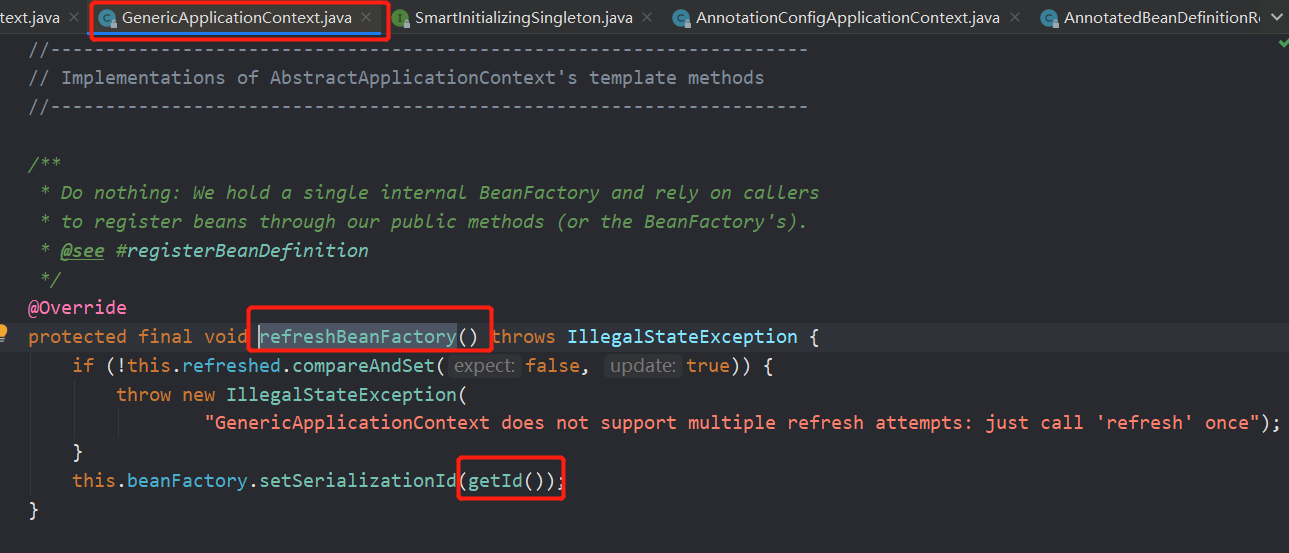 text.java × GenericApplicationContext.java × SmartInitializingSingleton.java × AnnotationConfigApplicationContext.java × AnnotatedBeanDefinitionRe
//---------------------------------------------------------------------
// Implementations of AbstractApplicationContext's template methods
//---------------------------------------------------------------------
/**
* Do nothing: We hold a single internal BeanFactory and rely on callers
* to register beans through our public methods (or the BeanFactory's).
* @see #registerBeanDefinition
*/
@Override
protected final void refreshBeanFactory() throws IllegalStateException {
if (!this.refreshed.compareAndSet( expect: false, update: true)) {
throw new IllegalStateException(
"GenericApplicationContext does not support multiple refresh attempts: just call 'refresh' once");
}
this.beanFactory.setSerializationId(getId());
}